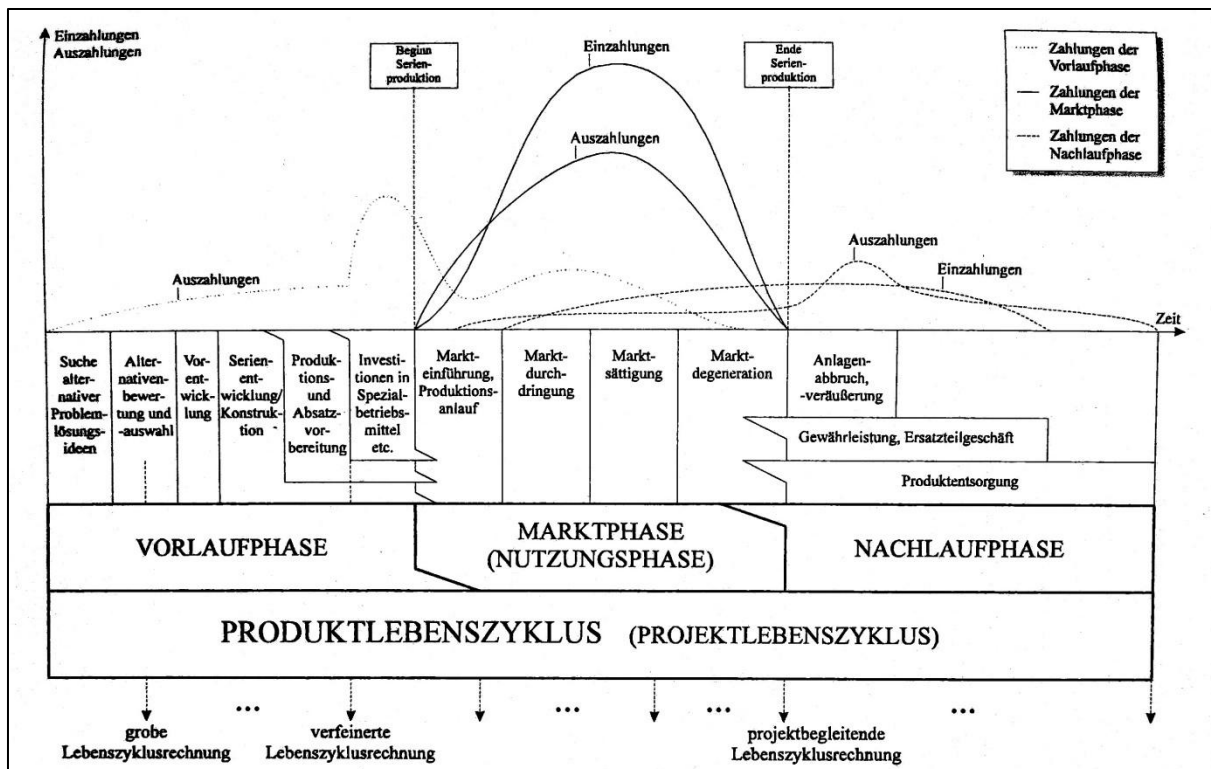 Einzahlungen
Auszahlungen
Beginn
Serien-
produktion
Einzahlungen
Ende
Serien-
produktion
Zahlungen der
Vorlaufphase
Zahlungen der
Marktphase
Zahlungen der
Nachlaufphase
Auszahlungen
Auszahlungen
Auszahlungen
Einzahlungen
Zeit
Suche
alter-
nativer
Problem-
lösungs-
ideen
Alter-
nativen-
bewer-
tung und
-auswahl
Vor-
ent-
wick-
lung
Serien-
ent-
wicklung/
Konstruk-
tion
Produk-
tions-
und
Absatz-
vor-
bereitung
Investi-
tionen in
Spezial-
betriebs-
mittel
etc.
Markt-
einführung,
Produktions-
anlauf
Markt-
durch-
dringung
Markt-
sättigung
Markt-
degeneration
Anlagen-
abbruch,
-veräußerung
Gewährleistung, Ersatzteilgeschäft
Produktentsorgung
VORLAUFPHASE
MARKTPHASE
(NUTZUNGSPHASE)
NACHLAUFPHASE
PRODUKTLEBENSZYKLUS (PROJEKTLEBENSZYKLUS)
... ... ... ...
grobe
Lebenszyklusrechnung
verfeinerte
Lebenszyklusrechnung
projektbegleitende
Lebenszyklusrechnung